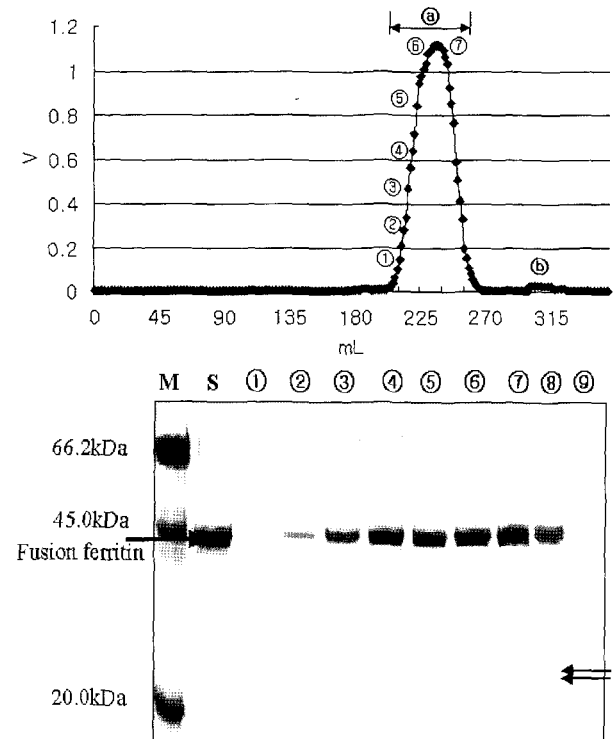 ⓐ
1.2
1
0.8
0.6
0.4
0.2
0
V
⑥ ⑦
⑤
④
③
②
①
ⓑ
0 45 90 135 180 225 270 315
mL
M S ① ② ③ ④ ⑤ ⑥ ⑦ ⑧ ⑨
66.2kDa
45.0kDa
Fusion ferritin
20.0kDa